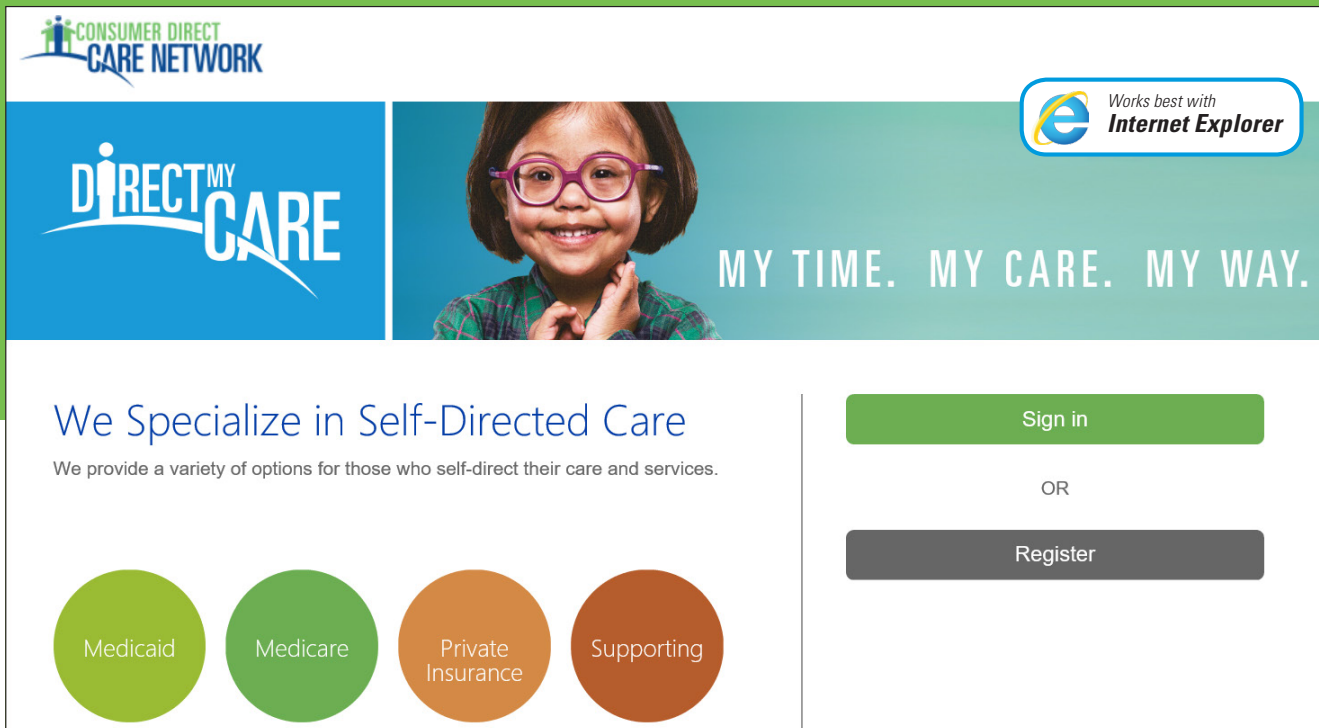 CONSUMER DIRECT
CARE NETWORK
Works best with
Internet Explorer
DIRECT MY
CARE
MY TIME. MY CARE. MY WAY.
We Specialize in Self-Directed Care
We provide a variety of options for those who self-direct their care and services.
Sign in
OR
Register
Medicaid
Medicare
Private
Insurance
Supporting